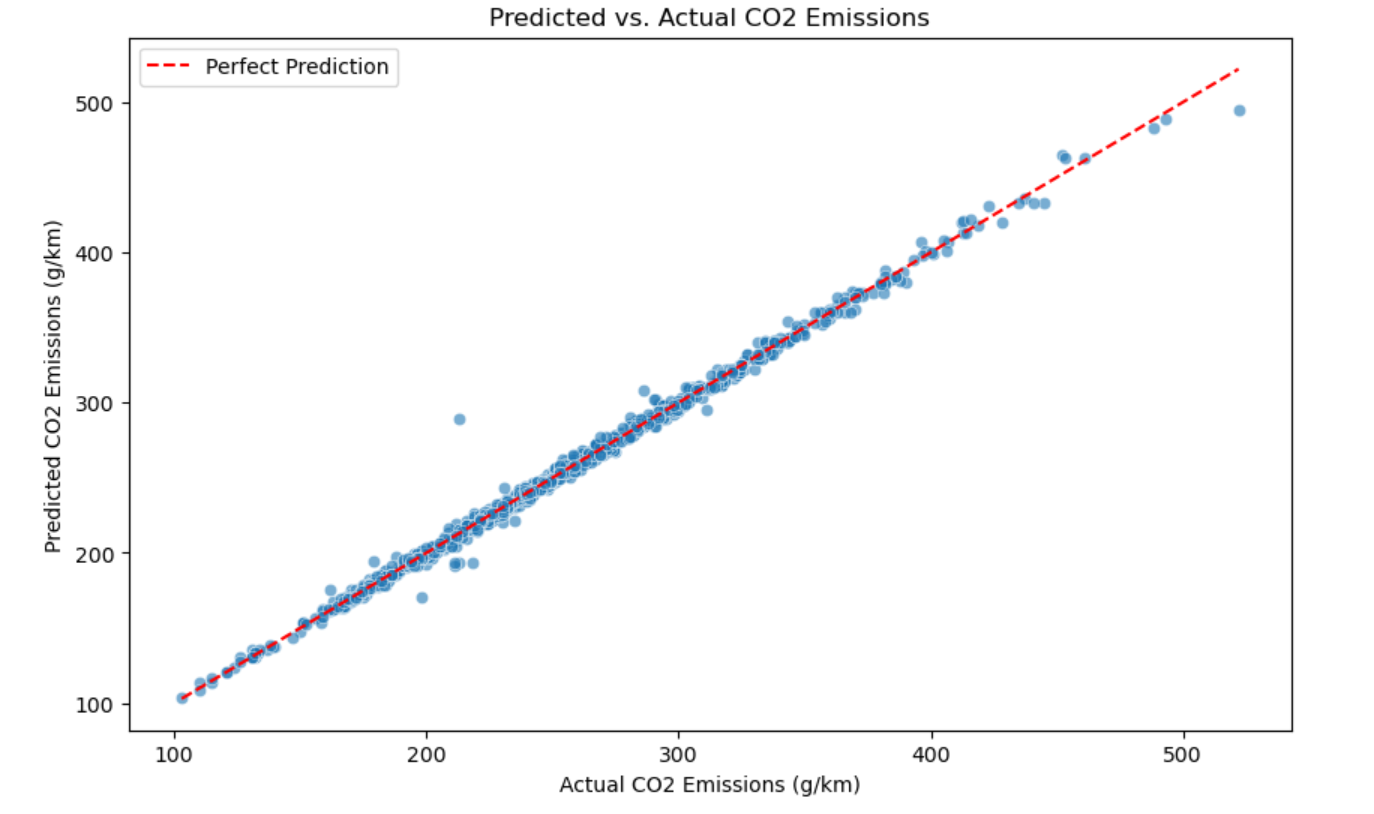 Predicted vs. Actual CO2 Emissions
Perfect Prediction
500
400
300
200
100
Predicted CO2 Emissions (g/km)
100 200 300 400 500
Actual CO2 Emissions (g/km)